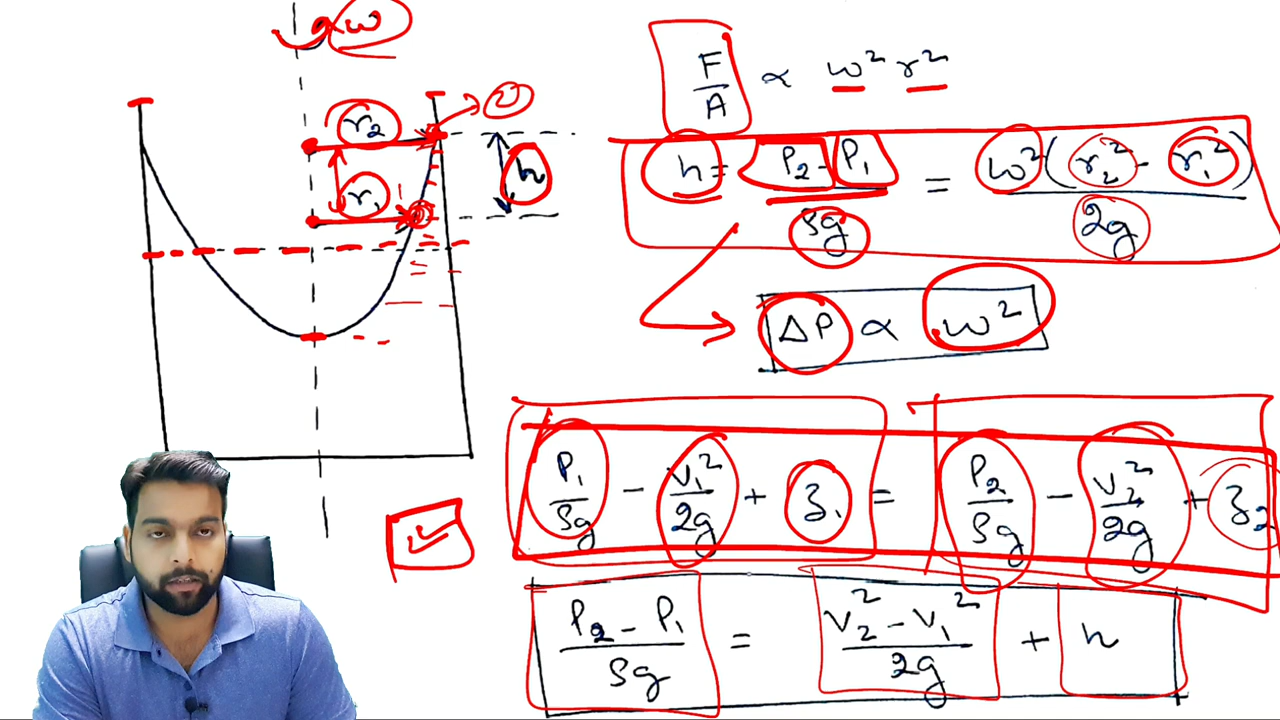 ω
②
r₂
r₁
h
F/A ∝ ω² r²
h = P₂ - P₁ / ρg = ω² (r₂² - r₁²) / 2g
ΔP ∝ ω²
P₁/ρg - V₁²/2g + z₁ = P₂/ρg - V₂²/2g + z₂
P₂ - P₁ / ρg = V₂² - V₁² / 2g + h